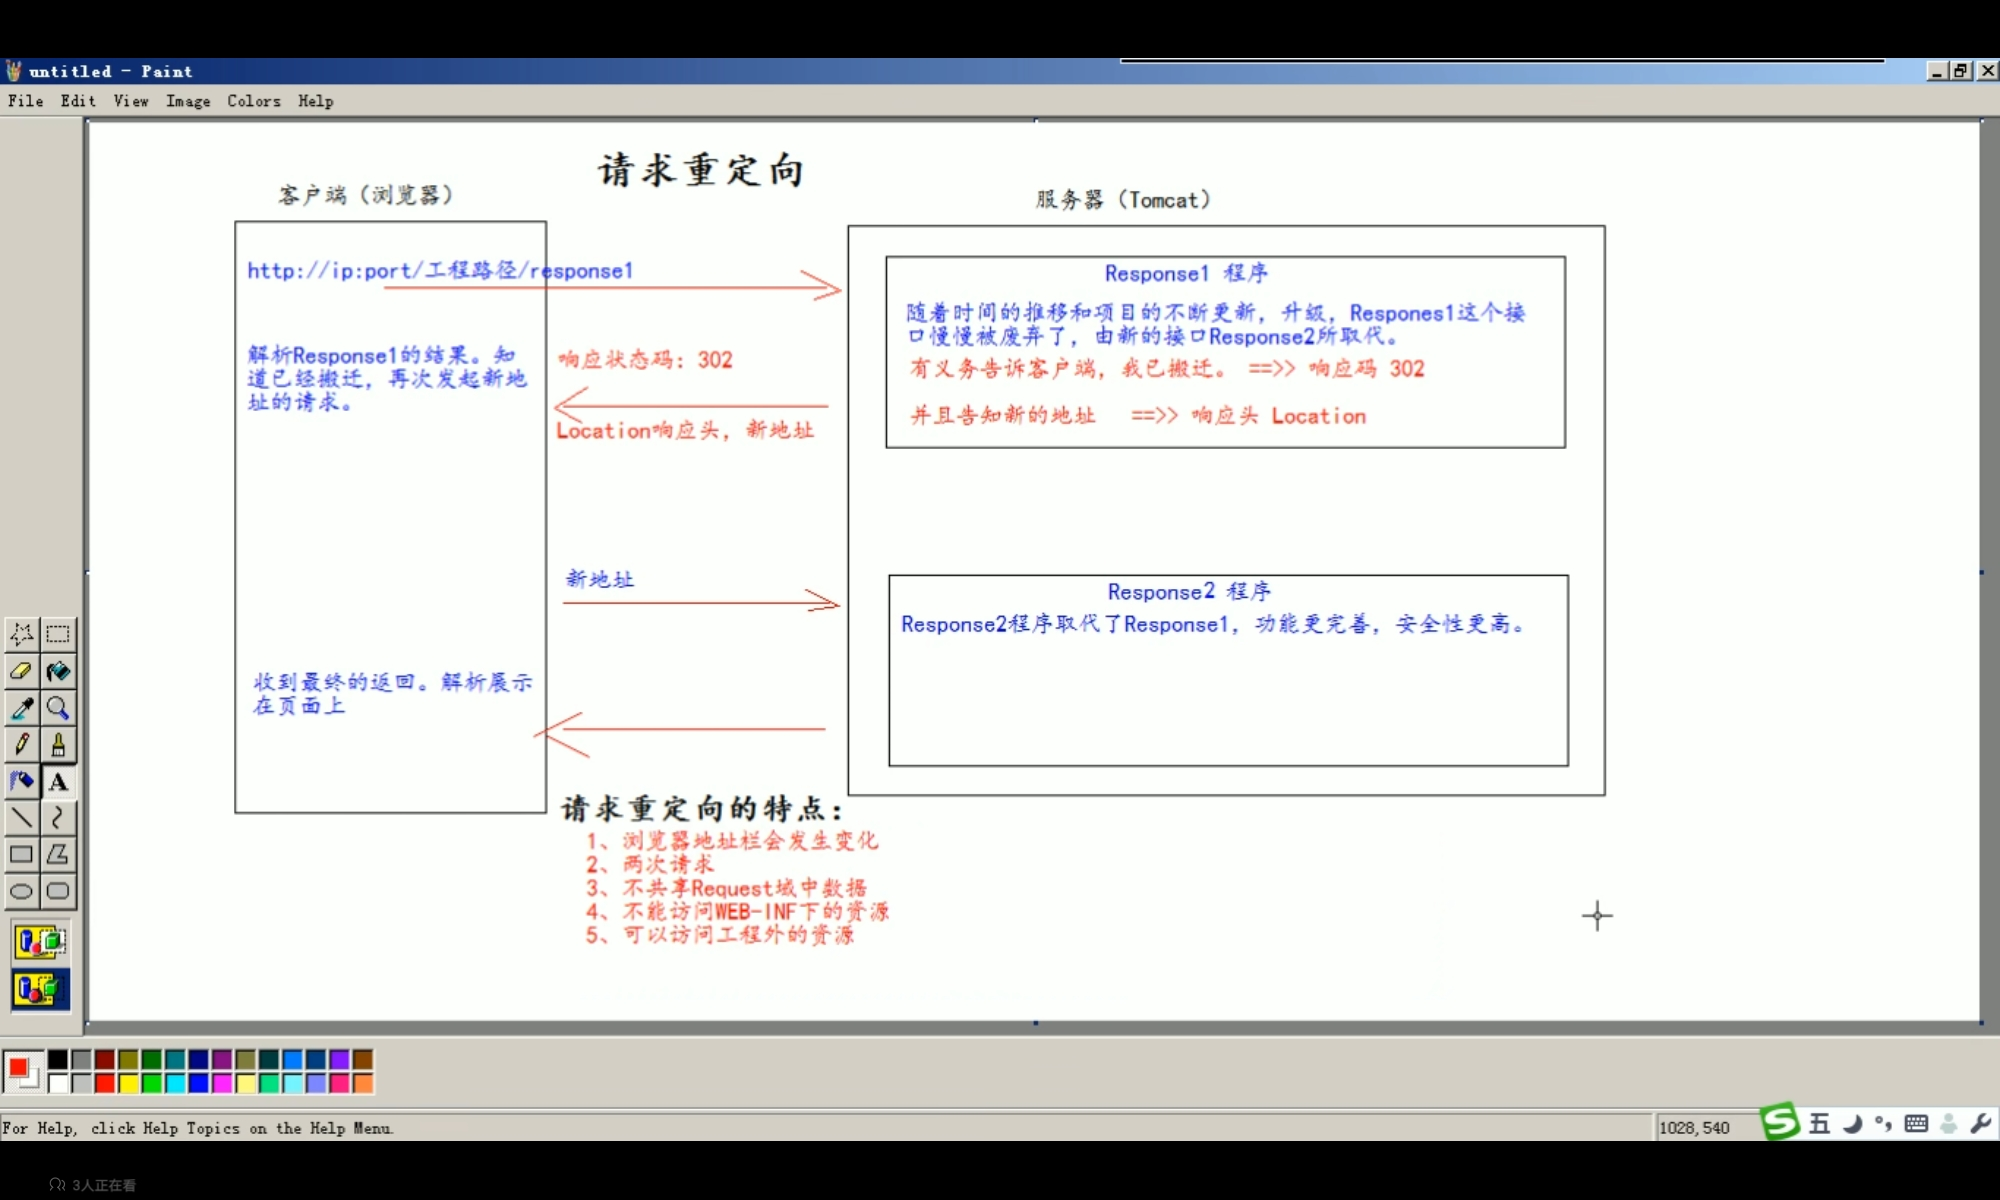 untitled - Paint
File Edit View Image Colors Help
请求重定向
客户端（浏览器）
服务器（Tomcat）
http://ip:port/工程路径/response1
Response1 程序
随着时间的推移和项目的不断更新，升级，Respones1这个接
口慢慢被废弃了，由新的接口Response2所取代。
有义务告诉客户端，我已搬迁。 ==>> 响应码 302
并且告知新的地址 ==>> 响应头 Location
解析Response1的结果。知
道已经搬迁，再次发起新地
址的请求。
响应状态码：302
Location响应头，新地址
新地址
Response2 程序
Response2程序取代了Response1，功能更完善，安全性更高。
收到最终的返回。解析展示
在页面上
请求重定向的特点：
1、浏览器地址栏会发生变化
2、两次请求
3、不共享Request域中数据
4、不能访问WEB-INF下的资源
5、可以访问工程外的资源
A
For Help, click Help Topics on the Help Menu.
1028,540
S 五
3人正在看